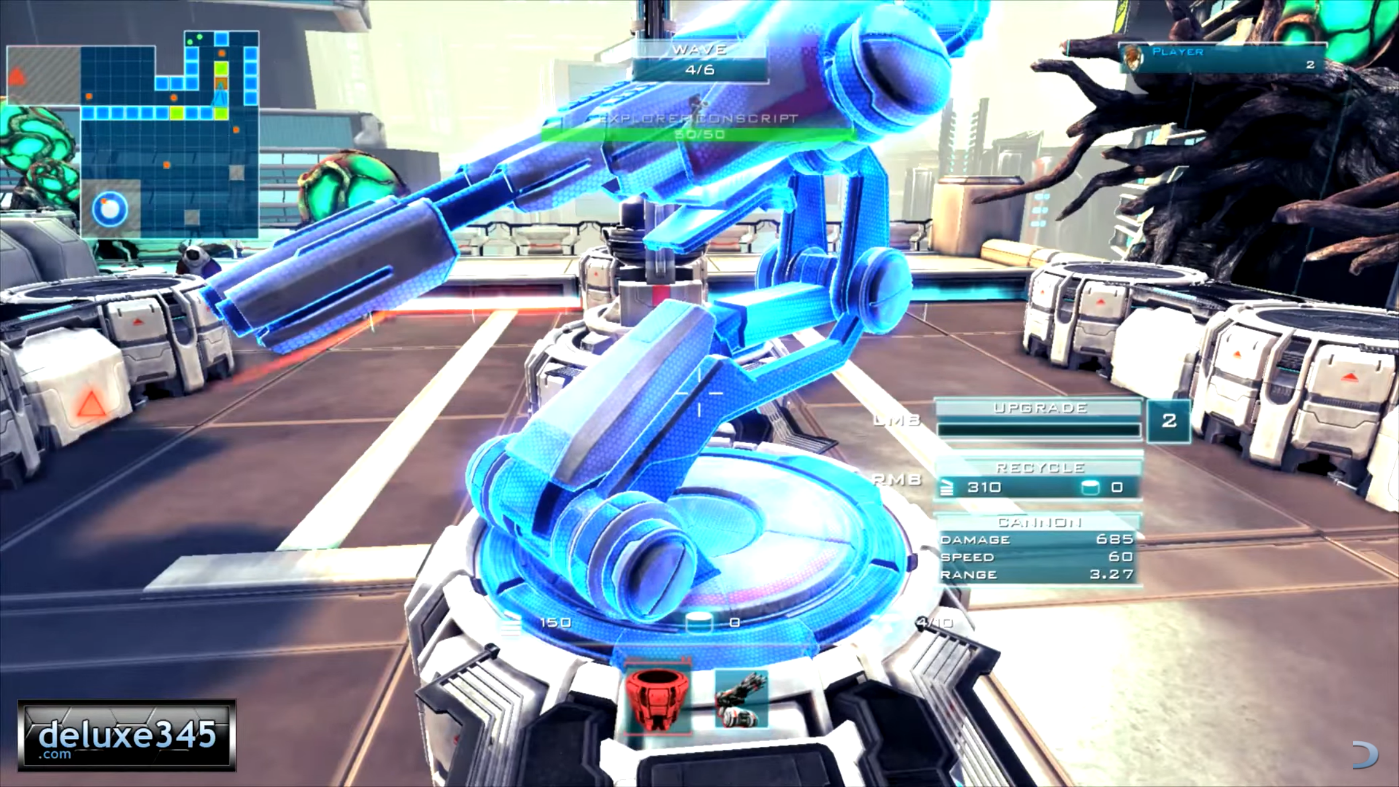 WAVE
4/6
EXPLORER CONSCRIPT
50/50
PLAYER
2
LMB
UPGRADE
2
RMB
RECYCLE
310
0
CANNON
DAMAGE 685
SPEED 60
RANGE 3.27
150
0
4/10
deluxe345
.com